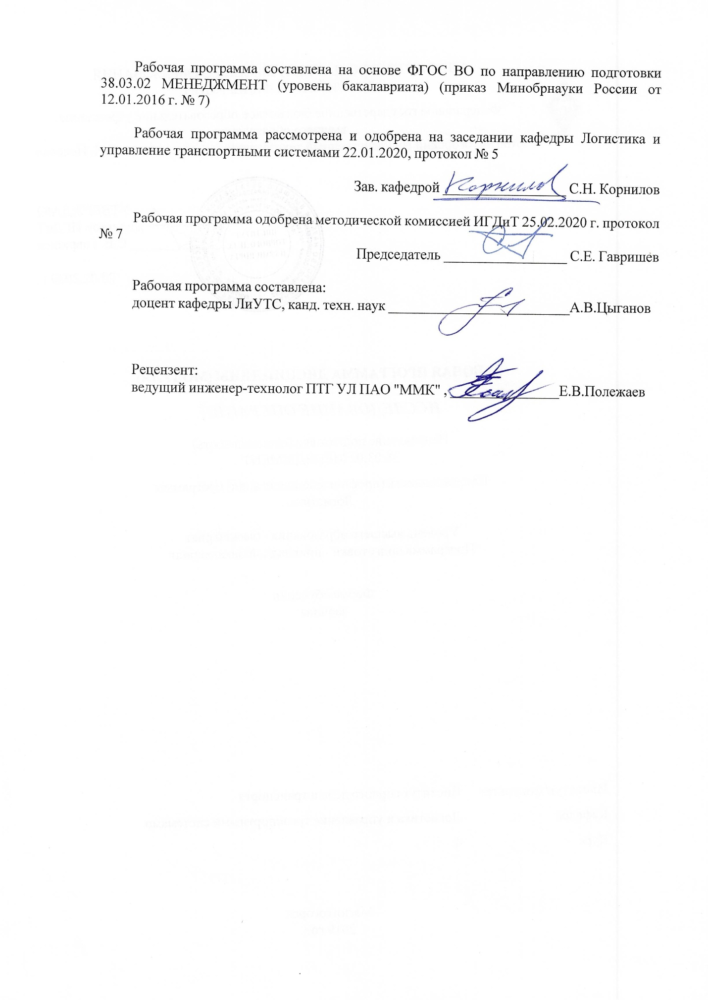 Рабочая программа составлена на основе ФГОС ВО по направлению подготовки
38.03.02 МЕНЕДЖМЕНТ (уровень бакалавриата) (приказ Минобрнауки России от
12.01.2016 г. № 7)
Рабочая программа рассмотрена и одобрена на заседании кафедры Логистика и
управление транспортными системами 22.01.2020, протокол № 5
Зав. кафедрой Корнилов С.Н. Корнилов
Рабочая программа одобрена методической комиссией ИГДиТ 25.02.2020 г. протокол
№ 7
Председатель С.Е. Гавришев
Рабочая программа составлена:
доцент кафедры ЛиУТС, канд. техн. наук А.В.Цыганов
Рецензент:
ведущий инженер-технолог ПТГ УЛ ПАО "ММК" , Е.В.Полежаев